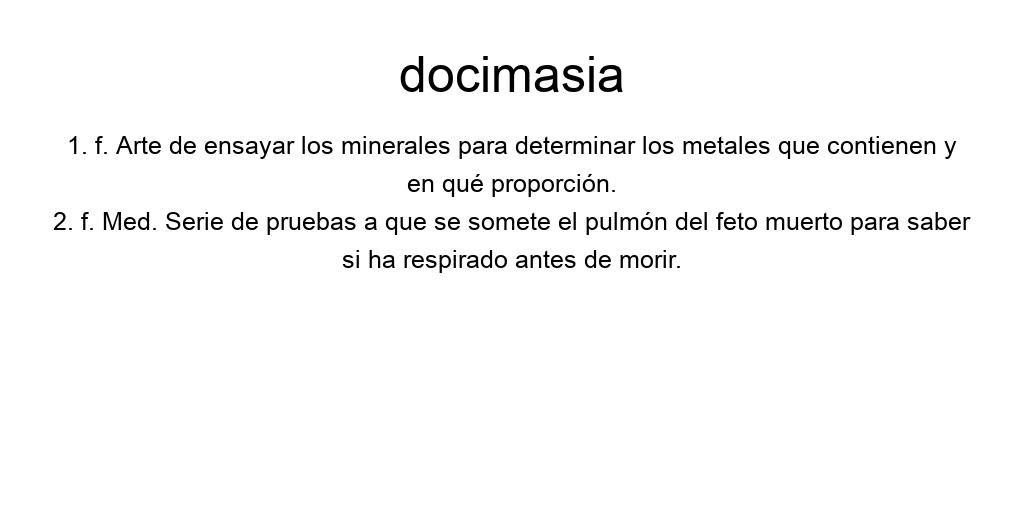 docimasia
1. f. Arte de ensayar los minerales para determinar los metales que contienen y
en qué proporción.
2. f. Med. Serie de pruebas a que se somete el pulmón del feto muerto para saber
si ha respirado antes de morir.